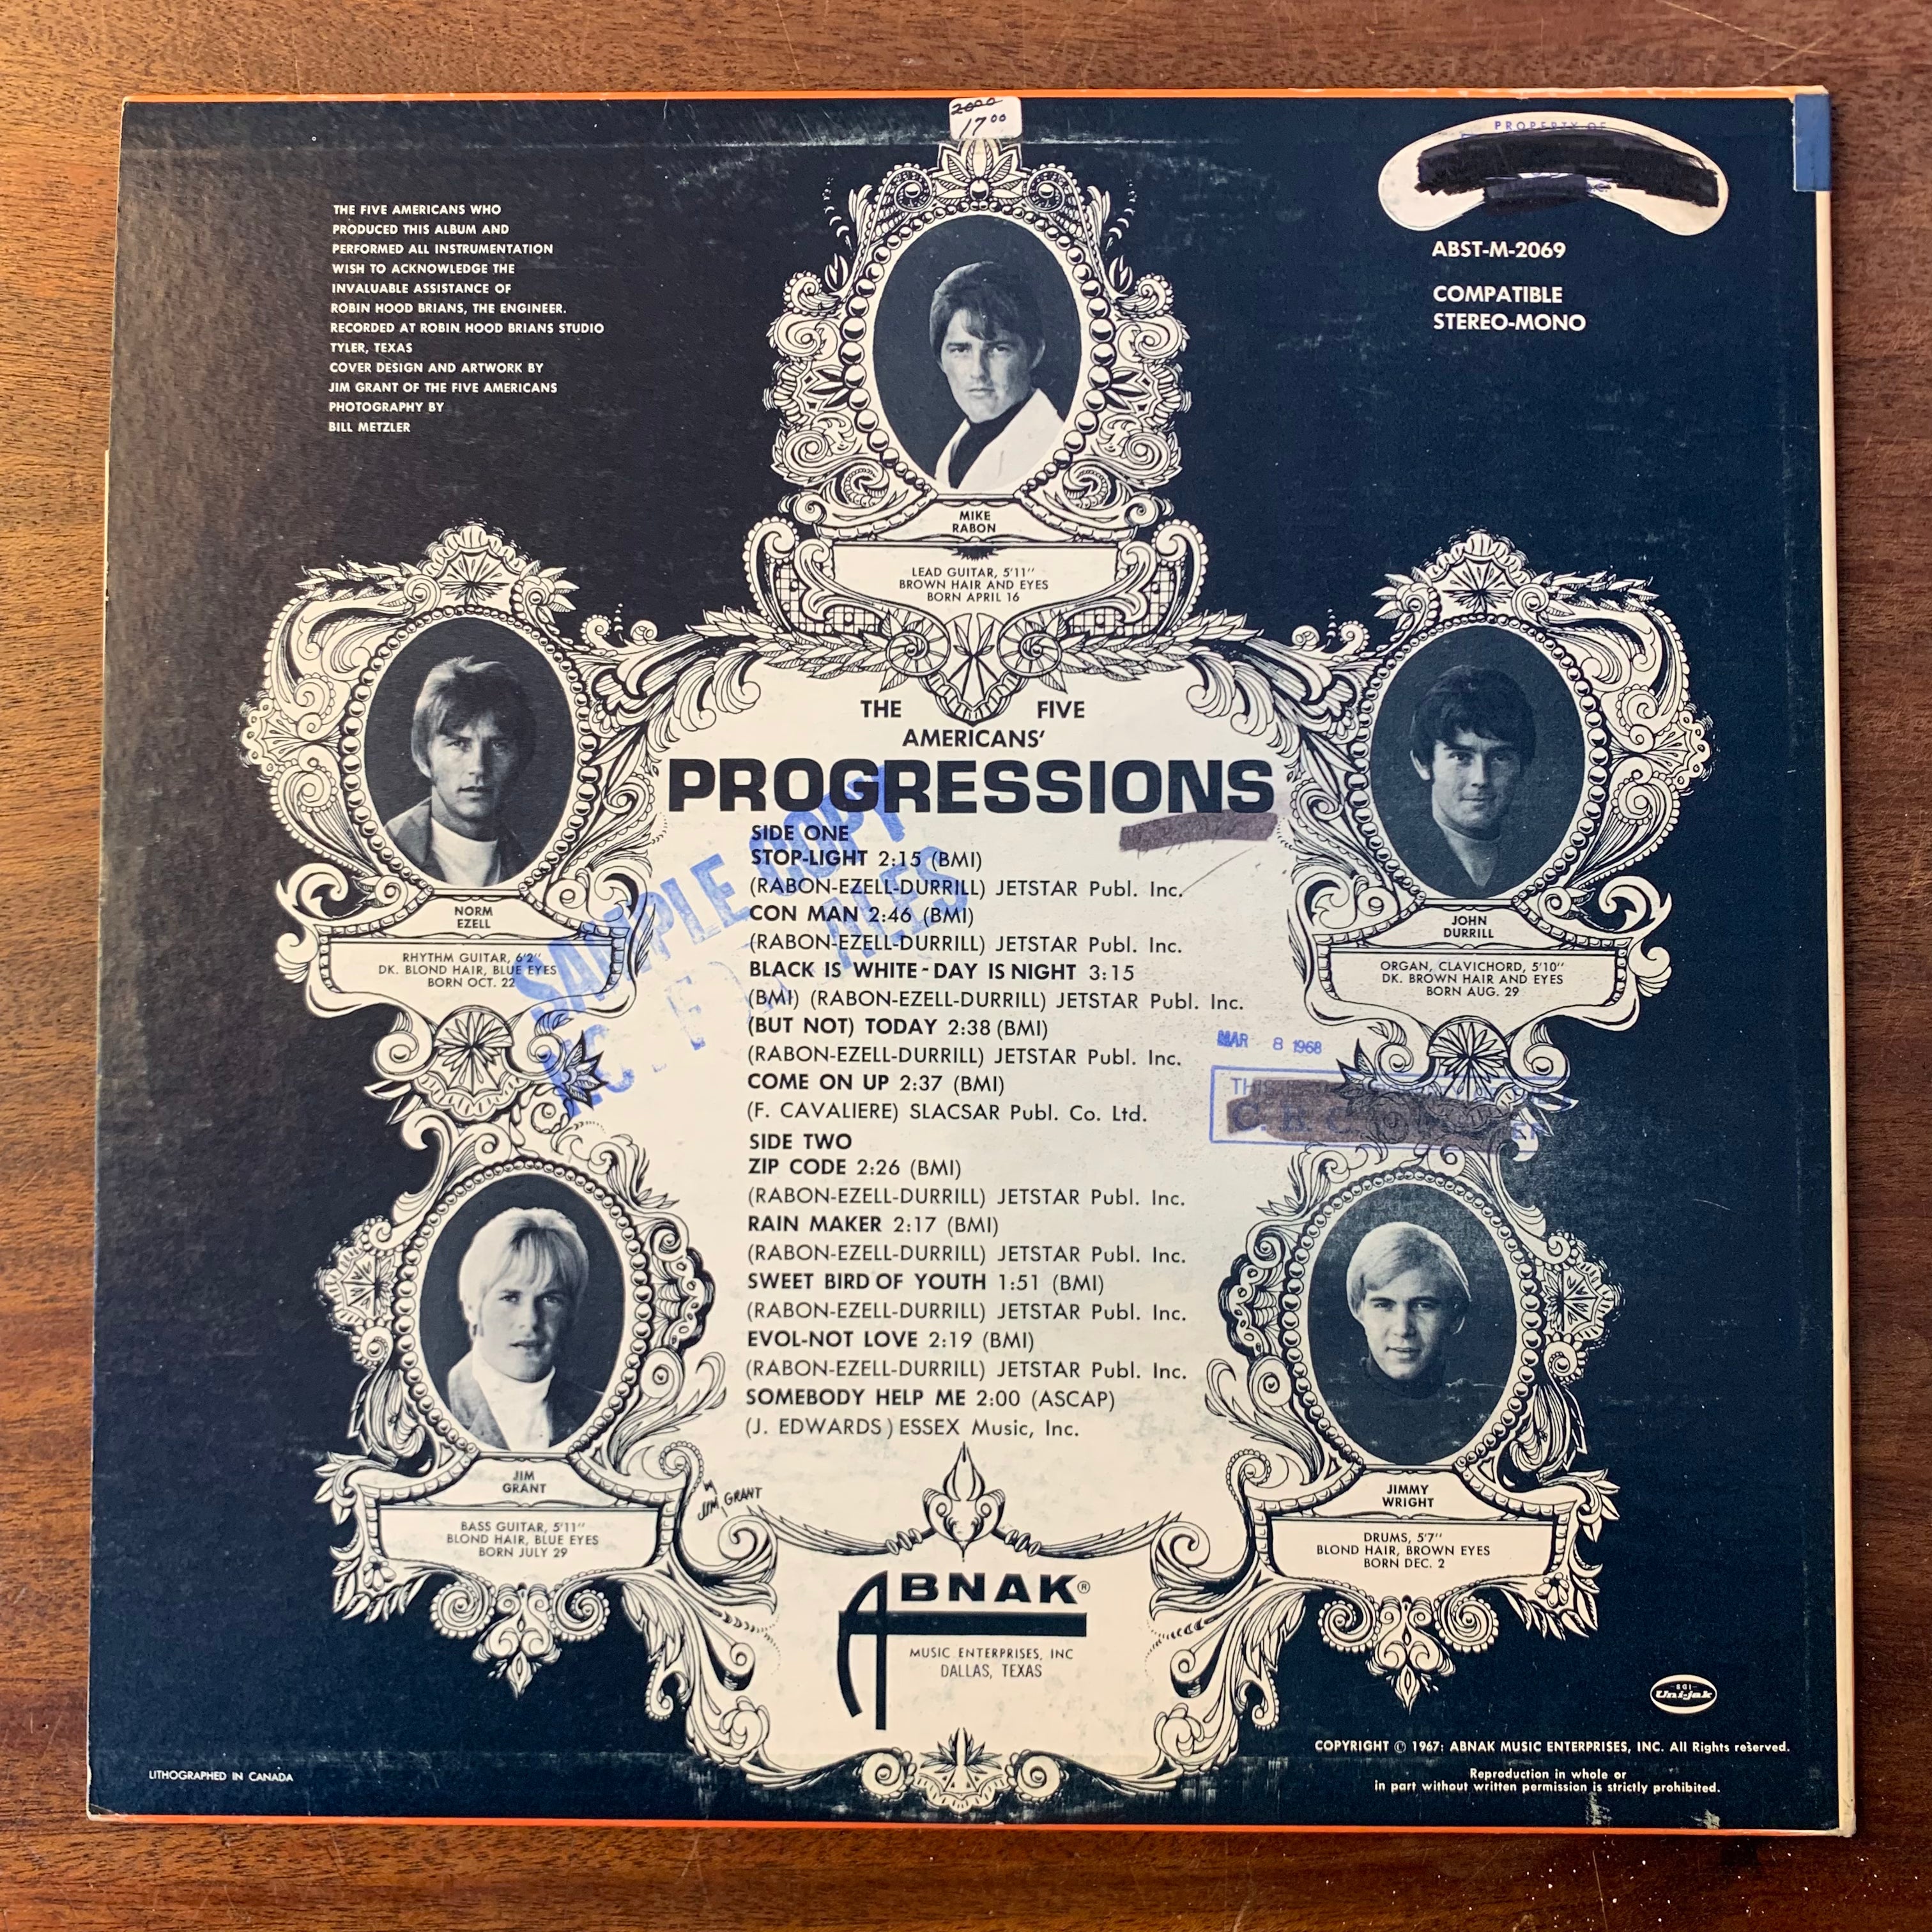 2000
17 00
PROPERTY OF
THE FIVE AMERICANS WHO
PRODUCED THIS ALBUM AND
PERFORMED ALL INSTRUMENTATION
WISH TO ACKNOWLEDGE THE
INVALUABLE ASSISTANCE OF
ROBIN HOOD BRIANS, THE ENGINEER.
RECORDED AT ROBIN HOOD BRIANS STUDIO
TYLER, TEXAS
COVER DESIGN AND ARTWORK BY
JIM GRANT OF THE FIVE AMERICANS
PHOTOGRAPHY BY
BILL METZLER
ABST-M-2069
COMPATIBLE
STEREO-MONO
MIKE
RABON
LEAD GUITAR, 5'11"
BROWN HAIR AND EYES
BORN APRIL 16
NORM
EZELL
RHYTHM GUITAR, 6'2"
DK. BLOND HAIR, BLUE EYES
BORN OCT. 22
JOHN
DURRILL
ORGAN, CLAVICHORD, 5'10"
DK. BROWN HAIR AND EYES
BORN AUG. 29
THE FIVE
AMERICANS'
PROGRESSIONS
SIDE ONE
STOP-LIGHT 2:15 (BMI)
(RABON-EZELL-DURRILL) JETSTAR Publ. Inc.
CON MAN 2:46 (BMI)
(RABON-EZELL-DURRILL) JETSTAR Publ. Inc.
BLACK IS WHITE-DAY IS NIGHT 3:15
(BMI) (RABON-EZELL-DURRILL) JETSTAR Publ. Inc.
(BUT NOT) TODAY 2:38 (BMI)
(RABON-EZELL-DURRILL) JETSTAR Publ. Inc.
COME ON UP 2:37 (BMI)
(F. CAVALIERE) SLACSAR Publ. Co. Ltd.
SIDE TWO
ZIP CODE 2:26 (BMI)
(RABON-EZELL-DURRILL) JETSTAR Publ. Inc.
RAIN MAKER 2:17 (BMI)
(RABON-EZELL-DURRILL) JETSTAR Publ. Inc.
SWEET BIRD OF YOUTH 1:51 (BMI)
(RABON-EZELL-DURRILL) JETSTAR Publ. Inc.
EVOL-NOT LOVE 2:19 (BMI)
(RABON-EZELL-DURRILL) JETSTAR Publ. Inc.
SOMEBODY HELP ME 2:00 (ASCAP)
(J. EDWARDS) ESSEX Music, Inc.
SAMPLE COPY
MAR 8 1968
JIM
GRANT
BASS GUITAR, 5'11"
BLOND HAIR, BLUE EYES
BORN JULY 29
by
JIM GRANT
JIMMY
WRIGHT
DRUMS, 5'7"
BLOND HAIR, BROWN EYES
BORN DEC. 2
ABNAK®
MUSIC ENTERPRISES, INC
DALLAS, TEXAS
SGI
Uni-jak
COPYRIGHT © 1967: ABNAK MUSIC ENTERPRISES, INC. All Rights reserved.
Reproduction in whole or
in part without written permission is strictly prohibited.
LITHOGRAPHED IN CANADA